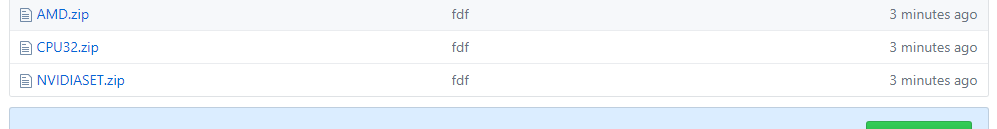 AMD.zip fdf 3 minutes ago
CPU32.zip fdf 3 minutes ago
NVIDIASET.zip fdf 3 minutes ago